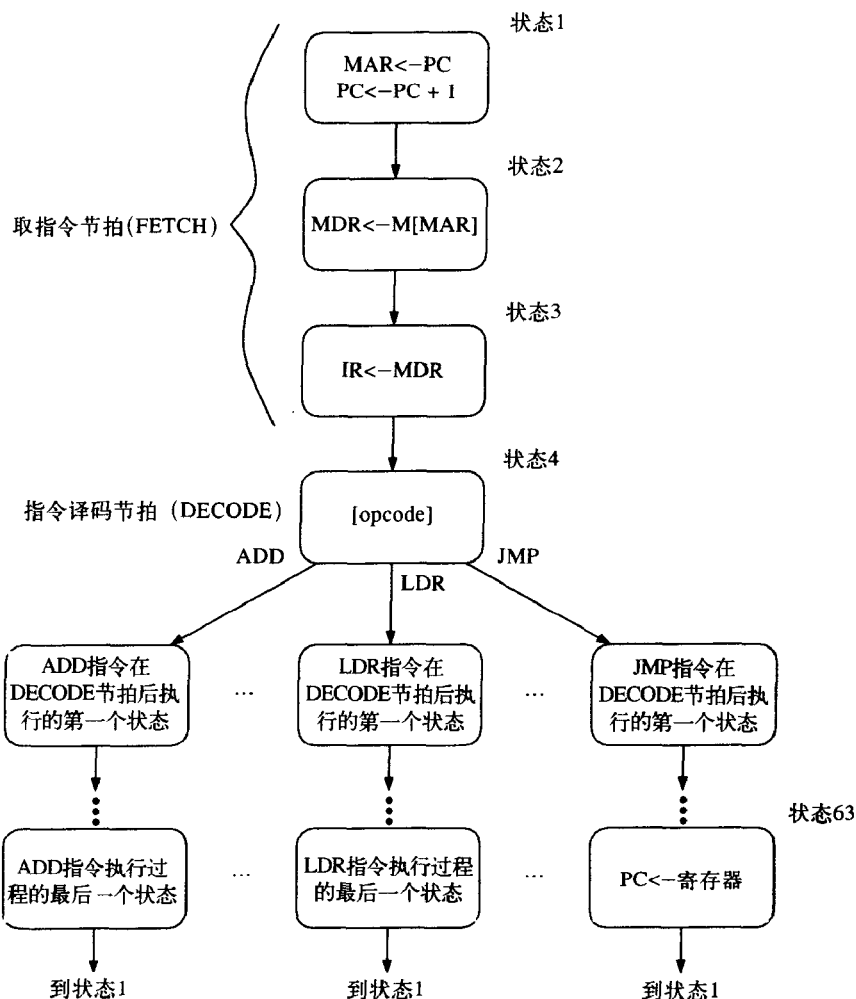 状态1
MAR<-PC
PC<-PC + 1
状态2
取指令节拍(FETCH)
MDR<-M[MAR]
状态3
IR<-MDR
状态4
指令译码节拍（DECODE）
[opcode]
ADD
LDR
JMP
ADD指令在
DECODE节拍后执
行的第一个状态
...
LDR指令在
DECODE节拍后执
行的第一个状态
...
JMP指令在
DECODE节拍后执
行的第一个状态
状态63
ADD指令执行过
程的最后一个状态
...
LDR指令执行过程
的最后一个状态
...
PC<-寄存器
到状态1
到状态1
到状态1